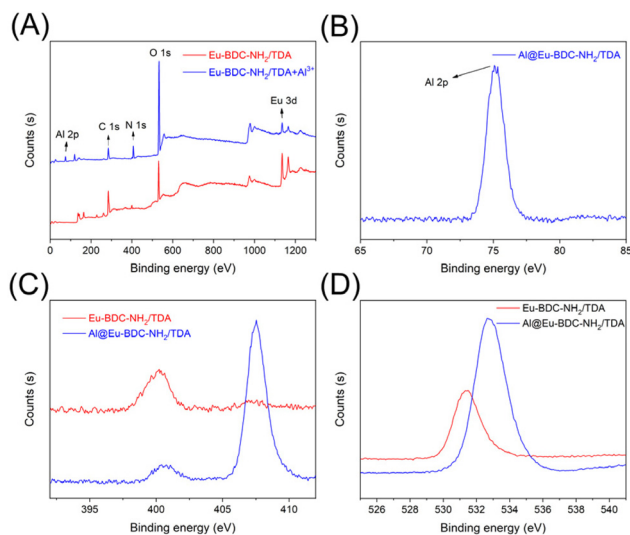 (A)
Eu-BDC-NH₂/TDA
Eu-BDC-NH₂/TDA+Al³⁺
O 1s
Al 2p
C 1s
N 1s
Eu 3d
Counts (s)
0 200 400 600 800 1000 1200
Binding energy (eV)
(B)
Al@Eu-BDC-NH₂/TDA
Al 2p
Counts (s)
65 70 75 80 85
Binding energy (eV)
(C)
Eu-BDC-NH₂/TDA
Al@Eu-BDC-NH₂/TDA
Counts (s)
395 400 405 410
Binding energy (eV)
(D)
Eu-BDC-NH₂/TDA
Al@Eu-BDC-NH₂/TDA
Counts (s)
526 528 530 532 534 536 538 540
Binding energy (eV)